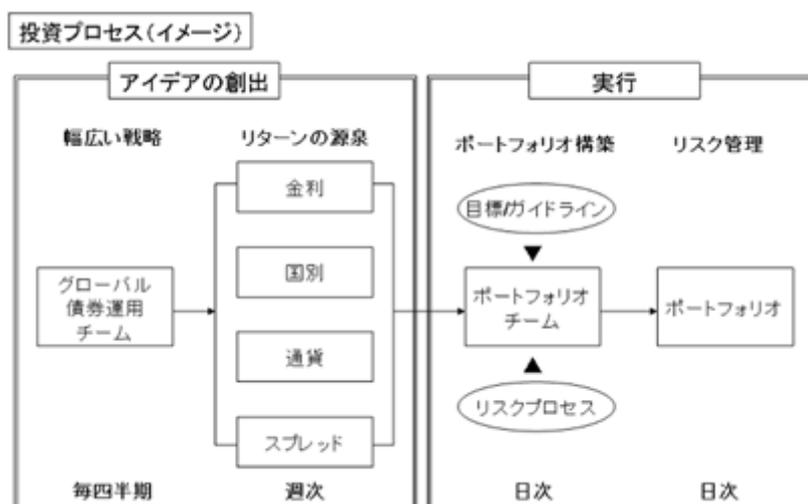 投資プロセス(イメージ)
アイデアの創出
実行
幅広い戦略
リターンの源泉
ポートフォリオ構築
リスク管理
金利
目標/ガイドライン
国別
グローバル
債券運用
チーム
ポートフォリオ
チーム
ポートフォリオ
通貨
リスクプロセス
スプレッド
毎四半期
週次
日次
日次